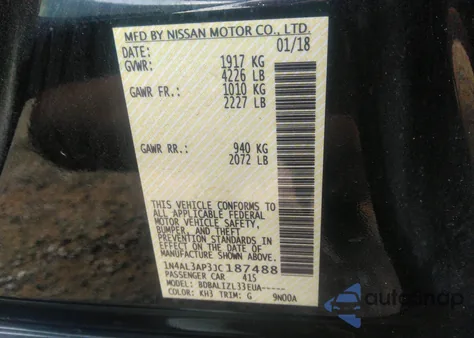 MFD BY NISSAN MOTOR CO., LTD.
DATE: 01/18
GVWR: 1917 KG
4226 LB
GAWR FR.: 1010 KG
2227 LB
GAWR RR.: 940 KG
2072 LB
THIS VEHICLE CONFORMS TO
ALL APPLICABLE FEDERAL
MOTOR VEHICLE SAFETY,
BUMPER, AND THEFT
PREVENTION STANDARDS IN
EFFECT ON THE DATE OF
MANUFACTURE SHOWN ABOVE.
1N4AL3AP3JC187488
PASSENGER CAR 415
MODEL: BDBALIZL33EUA-----
COLOR: KH3 TRIM: G 9N00A
autosnap